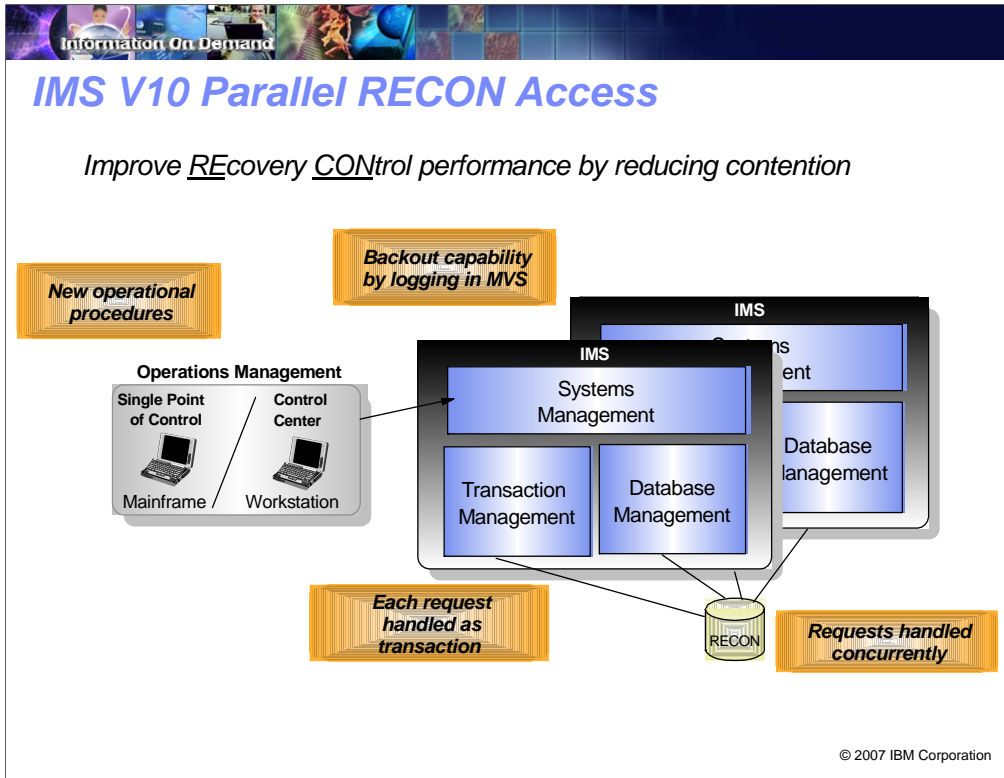 Information On Demand
IMS V10 Parallel RECON Access
Improve REcovery CONtrol performance by reducing contention
Backout capability
by logging in MVS
New operational
procedures
IMS
IMS
Systems
Management
Operations Management
Single Point
of Control
/
Control
Center
Mainframe
Workstation
Transaction
Management
Database
Management
Database
Each request
handled as
transaction
RECON
Requests handled
concurrently
© 2007 IBM Corporation